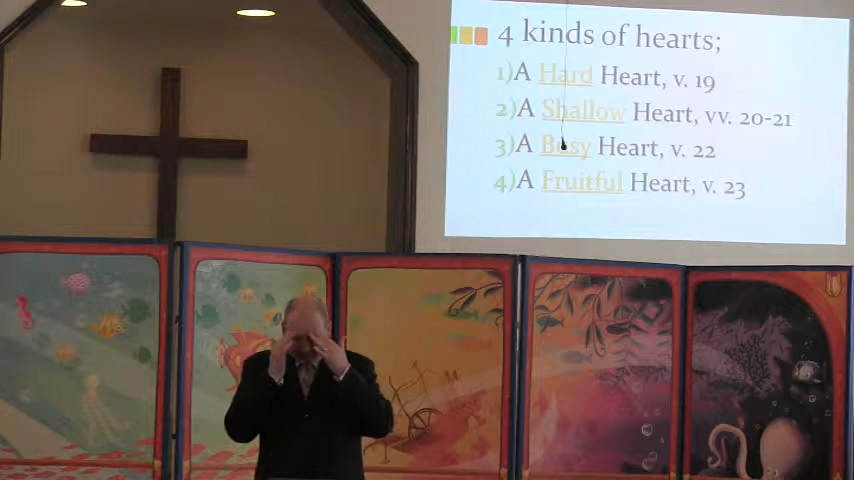 4 kinds of hearts;
1)A Hard Heart, v. 19
2)A Shallow Heart, vv. 20-21
3)A Busy Heart, v. 22
4)A Fruitful Heart, v. 23